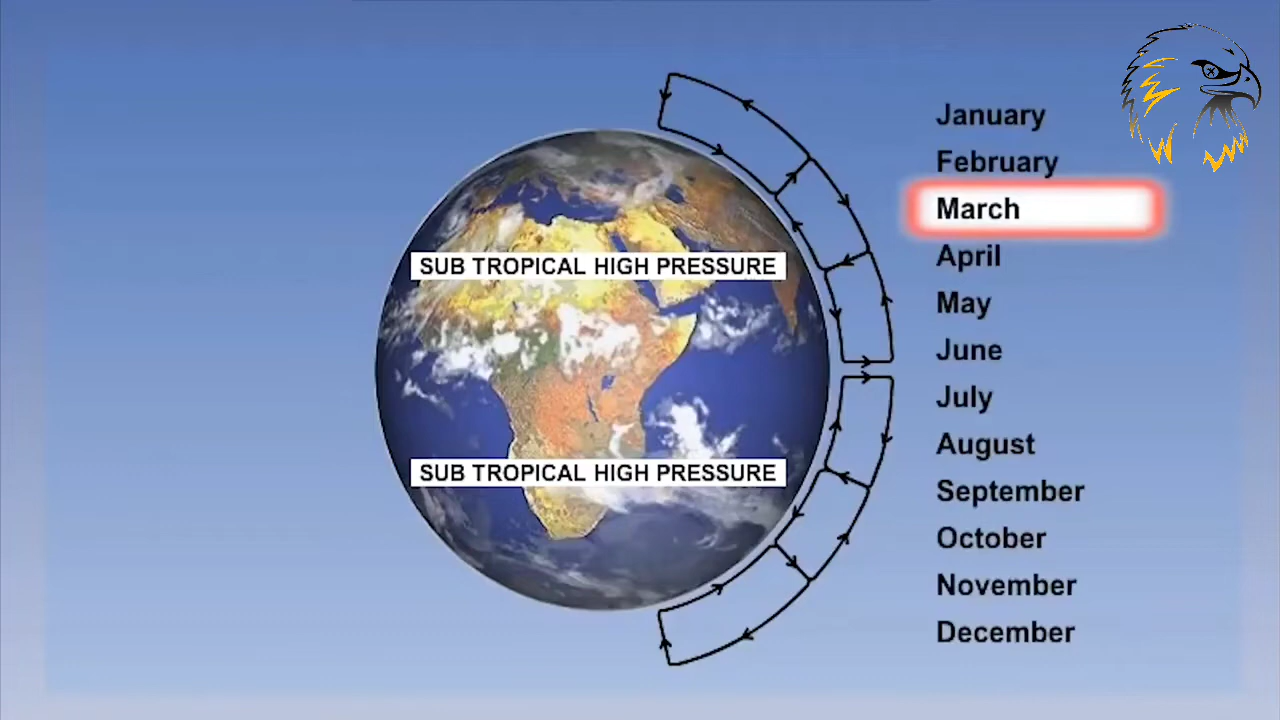 January
February
March
SUB TROPICAL HIGH PRESSURE
April
May
June
July
August
SUB TROPICAL HIGH PRESSURE
September
October
November
December